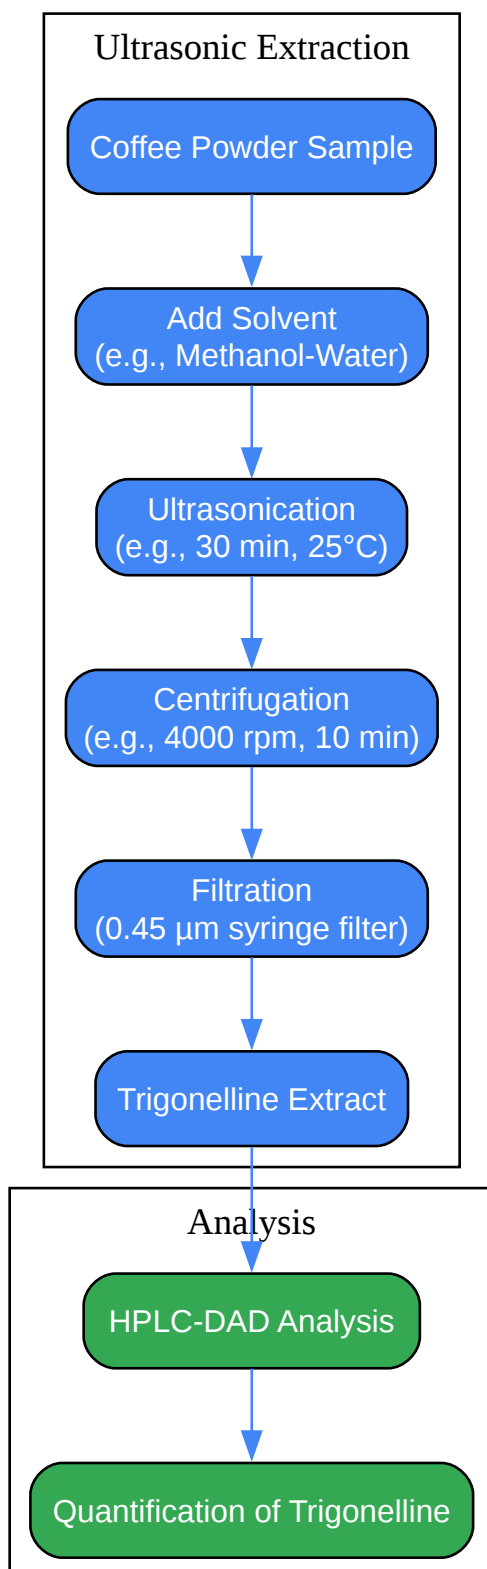 Ultrasonic Extraction
Coffee Powder Sample
Add Solvent
(e.g., Methanol-Water)
Ultrasonication
(e.g., 30 min, 25°C)
Centrifugation
(e.g., 4000 rpm, 10 min)
Filtration
(0.45 µm syringe filter)
Trigonelline Extract
Analysis
HPLC-DAD Analysis
Quantification of Trigonelline